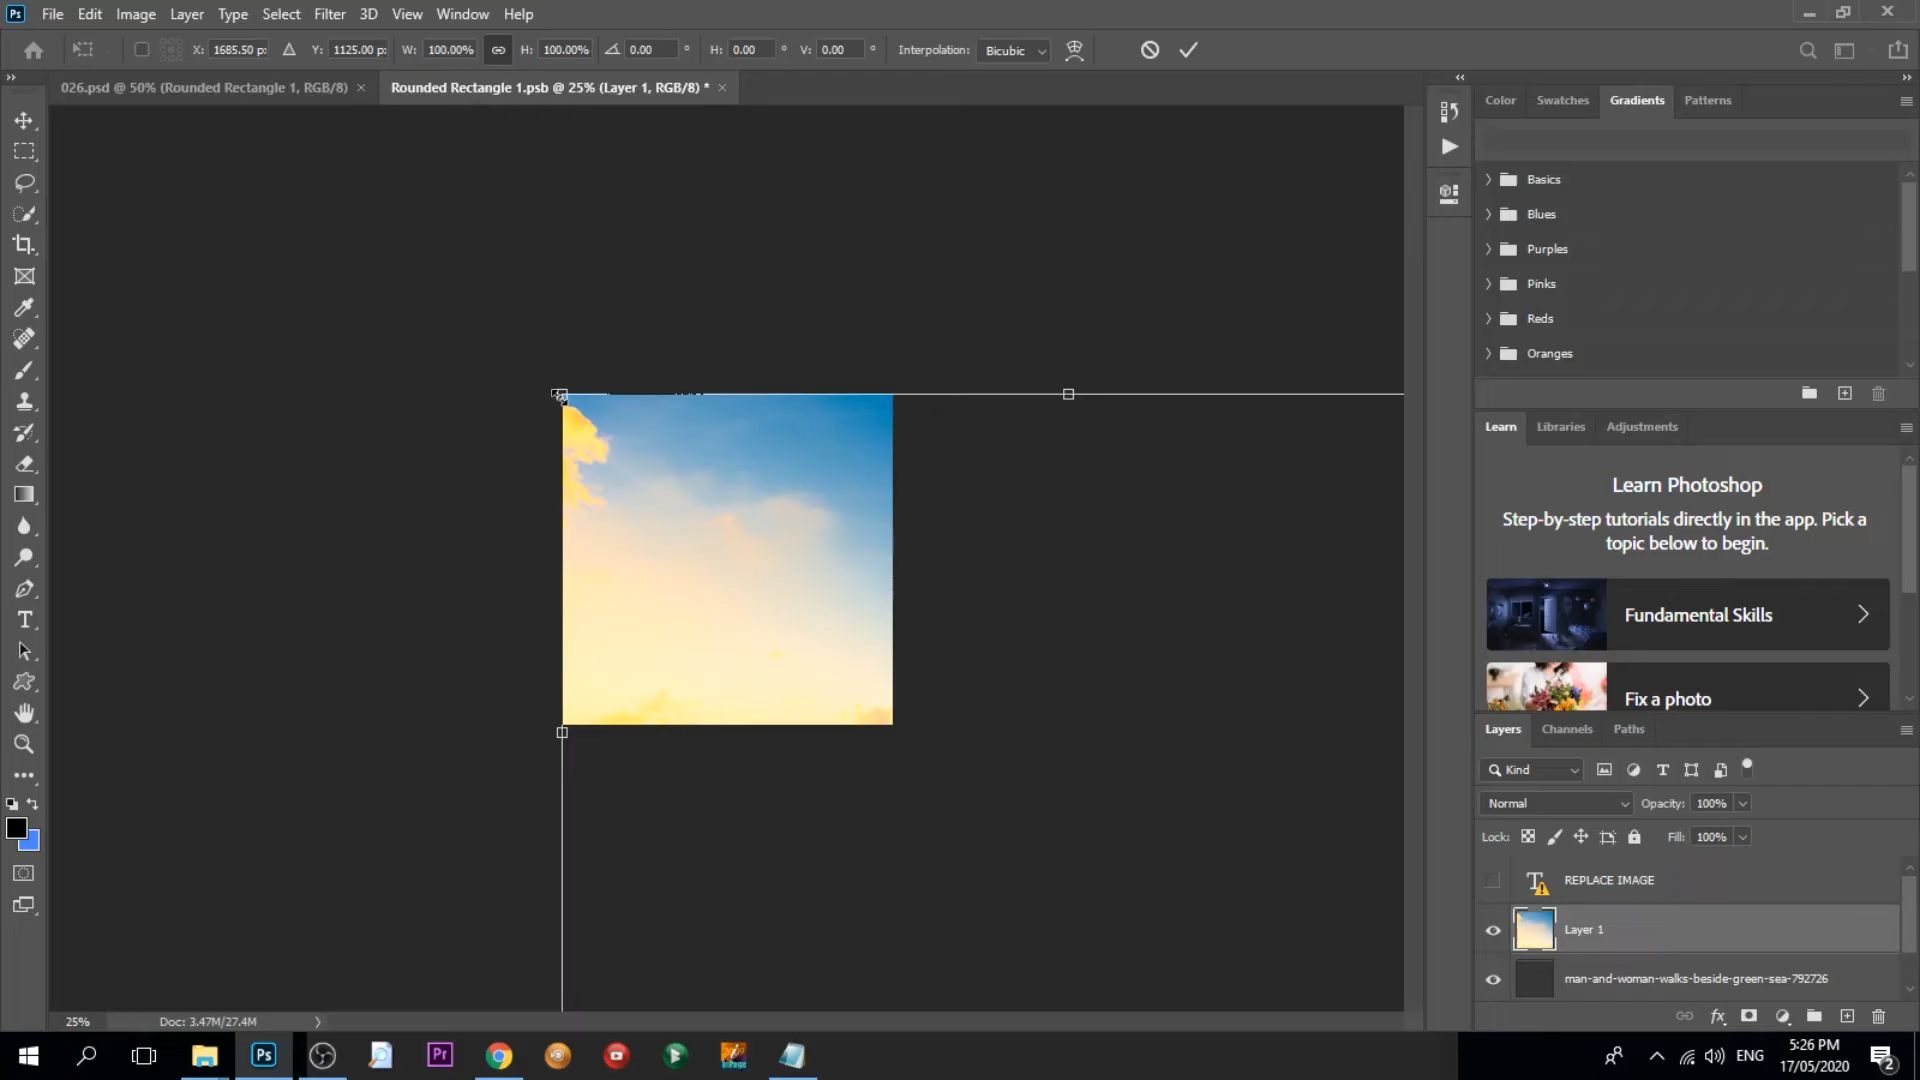 Ps File Edit Image Layer Type Select Filter 3D View Window Help
X: 1685.50 p Y: 1125.00 p W: 100.00% H: 100.00% 0.00 ° H: 0.00 ° V: 0.00 ° Interpolation: Bicubic
026.psd @ 50% (Rounded Rectangle 1, RGB/8) × Rounded Rectangle 1.psb @ 25% (Layer 1, RGB/8) * ×
Color Swatches Gradients Patterns
Basics
Blues
Purples
Pinks
Reds
Oranges
Learn Libraries Adjustments
Learn Photoshop
Step-by-step tutorials directly in the app. Pick a
topic below to begin.
Fundamental Skills
Fix a photo
Layers Channels Paths
Kind
Normal Opacity: 100%
Lock: Fill: 100%
REPLACE IMAGE
Layer 1
man-and-woman-walks-beside-green-sea-792726
25% Doc: 3.47M/27.4M
Ps Pr ENG 5:26 PM
17/05/2020 2